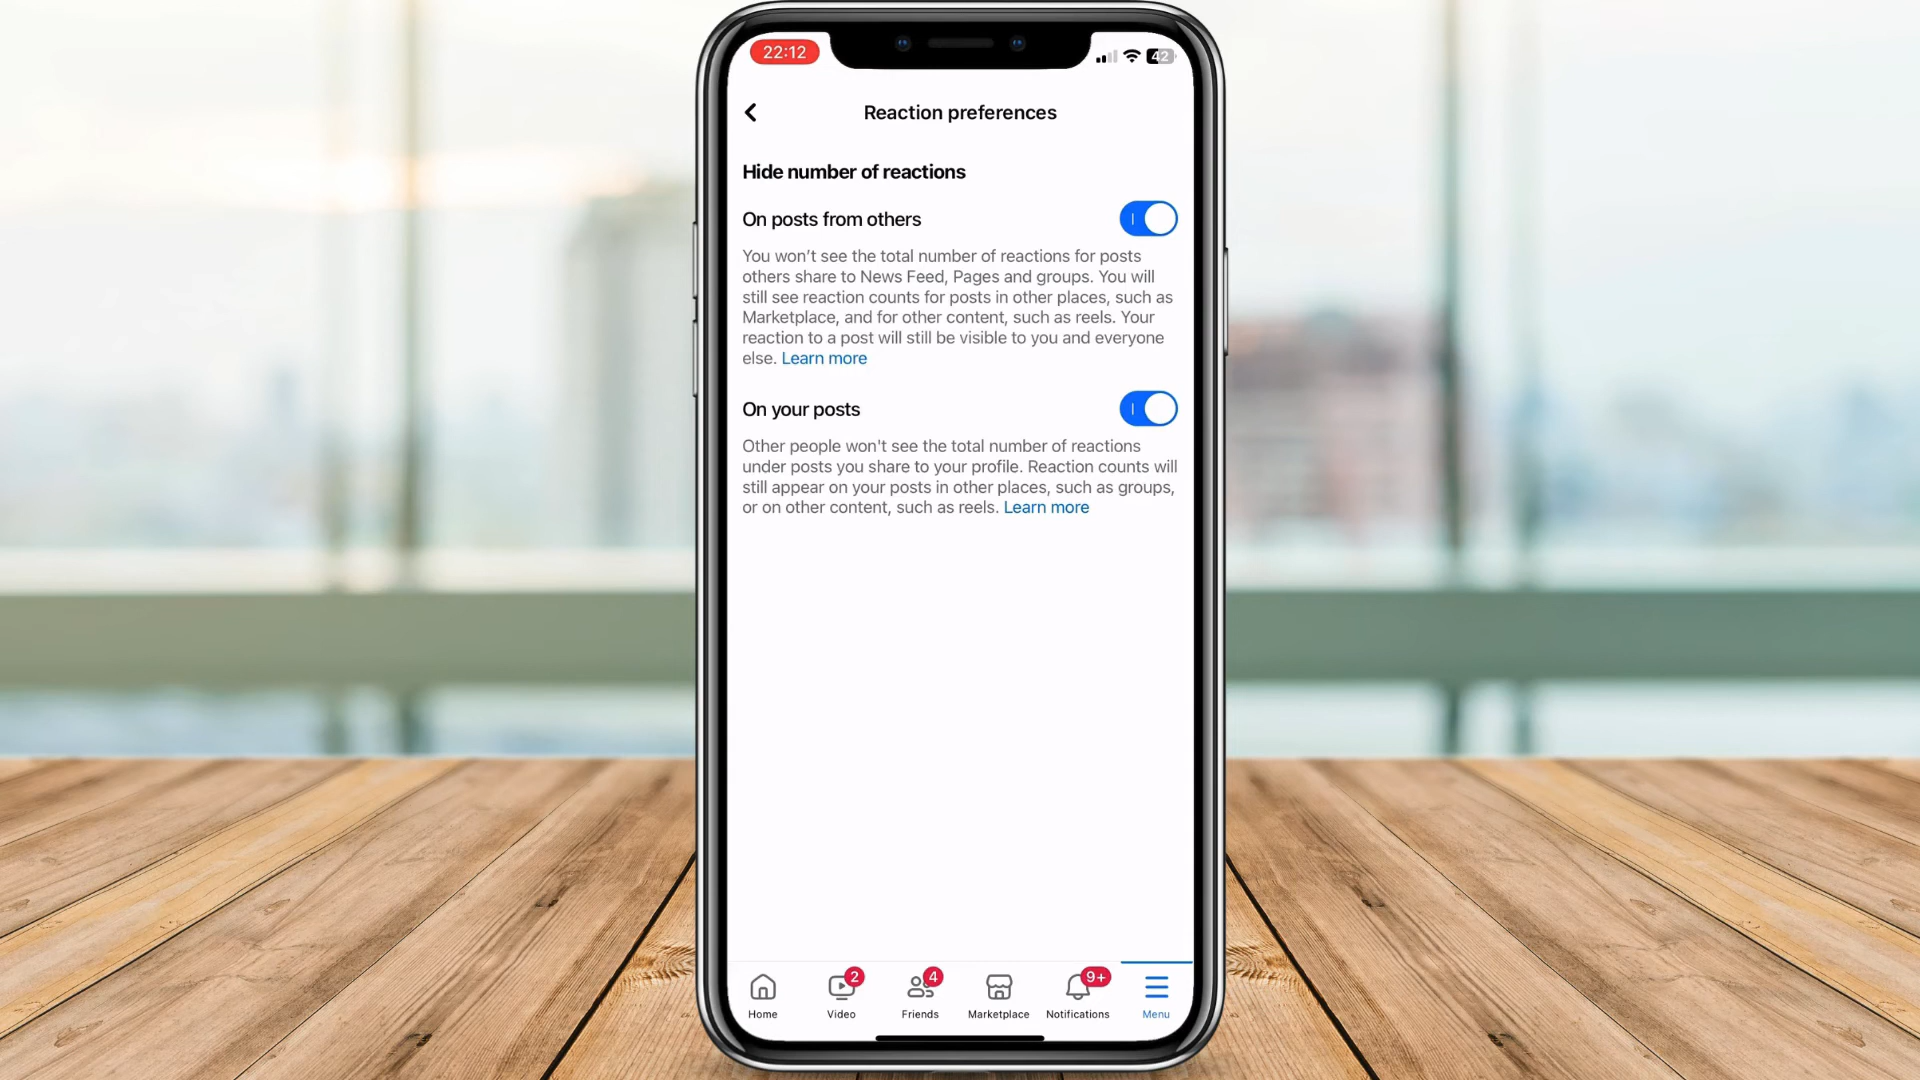 22:12
42
Reaction preferences
Hide number of reactions
On posts from others
You won't see the total number of reactions for posts
others share to News Feed, Pages and groups. You will
still see reaction counts for posts in other places, such as
Marketplace, and for other content, such as reels. Your
reaction to a post will still be visible to you and everyone
else. Learn more
On your posts
Other people won't see the total number of reactions
under posts you share to your profile. Reaction counts will
still appear on your posts in other places, such as groups,
or on other content, such as reels. Learn more
2
4
9+
Home
Video
Friends
Marketplace
Notifications
Menu